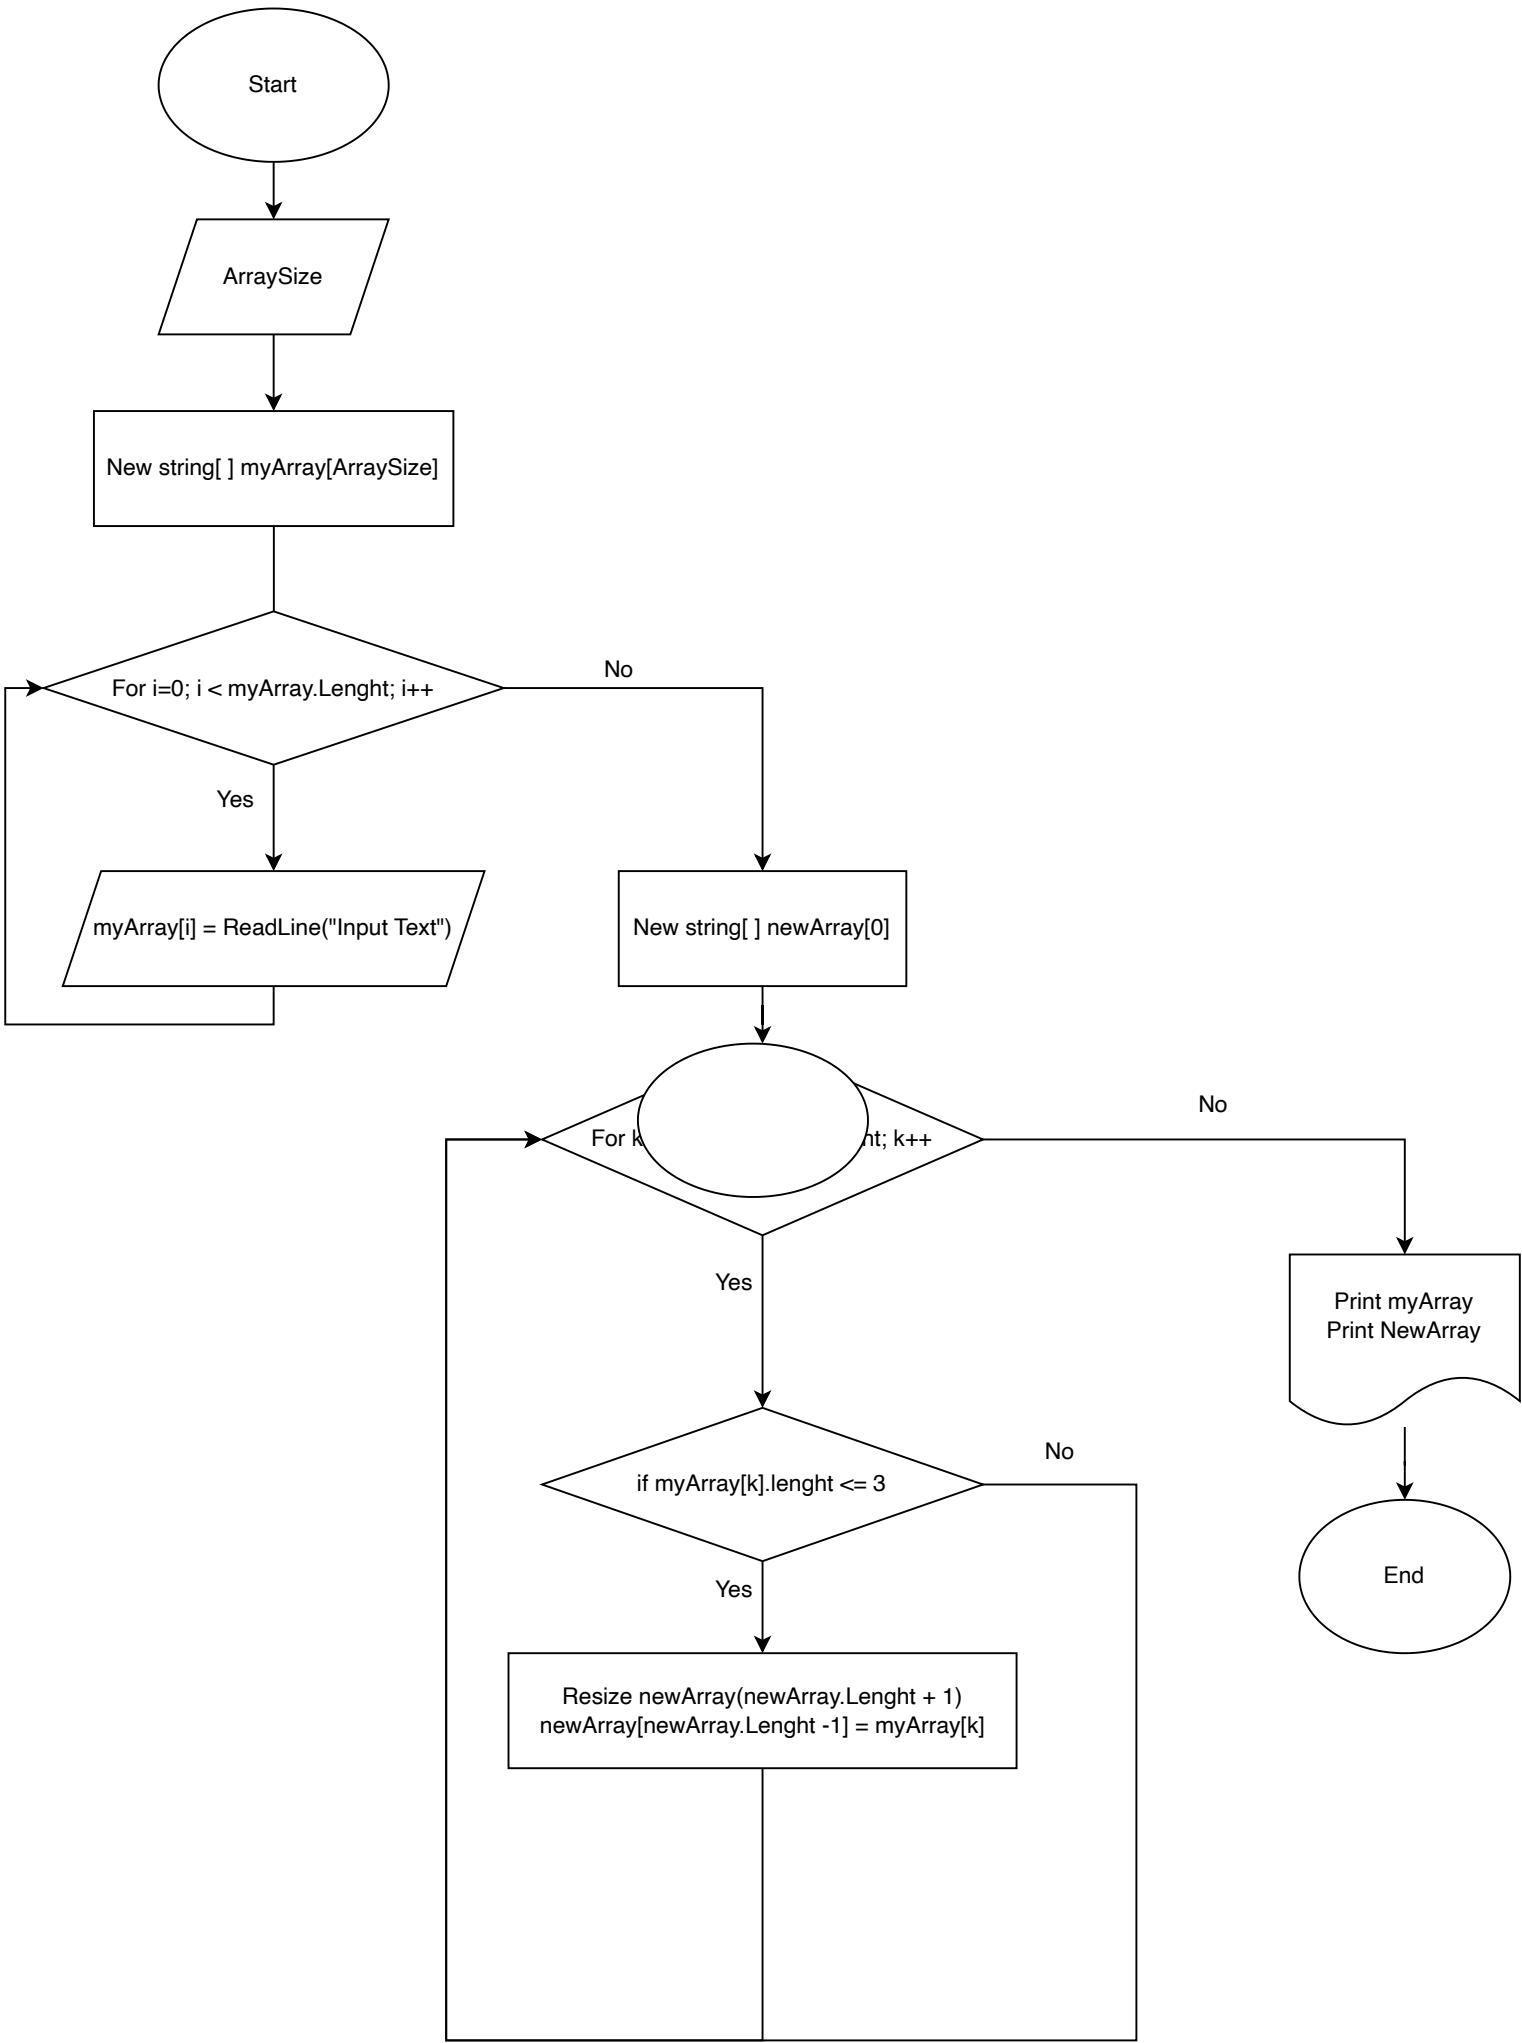 Start
ArraySize
New string[ ] myArray[ArraySize]
For i=0; i < myArray.Lenght; i++
No
Yes
myArray[i] = ReadLine("Input Text")
New string[ ] newArray[0]
For k
; k++
No
Yes
Print myArray
Print NewArray
if myArray[k].lenght <= 3
No
Yes
End
Resize newArray(newArray.Lenght + 1)
newArray[newArray.Lenght -1] = myArray[k]